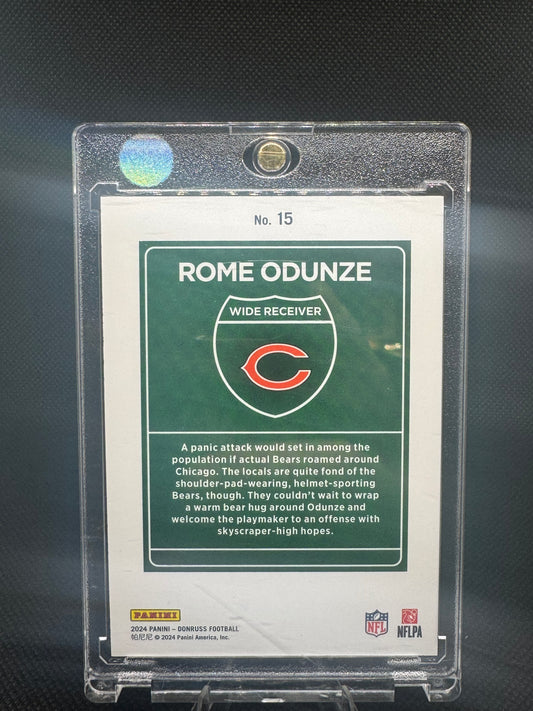 No. 15
ROME ODUNZE
WIDE RECEIVER
A panic attack would set in among the
population if actual Bears roamed around
Chicago. The locals are quite fond of the
shoulder-pad-wearing, helmet-sporting
Bears, though. They couldn't wait to wrap
a warm bear hug around Odunze and
welcome the playmaker to an offense with
skyscraper-high hopes.
PANINI
2024 PANINI – DONRUSS FOOTBALL
帕尼尼 © 2024 Panini America, Inc.
NFL
NFLPA